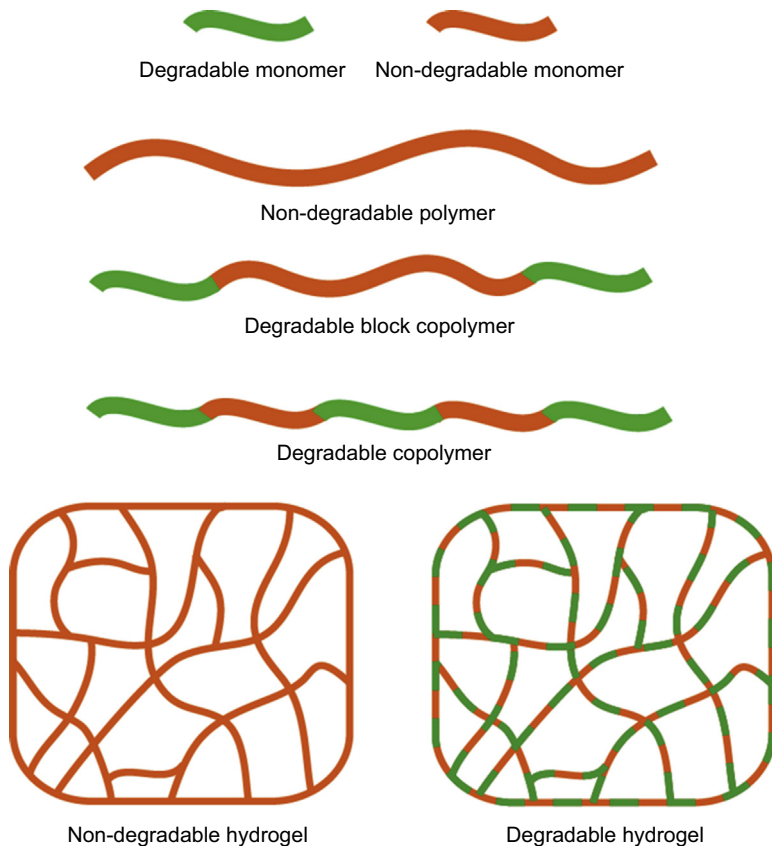 Degradable monomer
Non-degradable monomer
Non-degradable polymer
Degradable block copolymer
Degradable copolymer
Non-degradable hydrogel
Degradable hydrogel